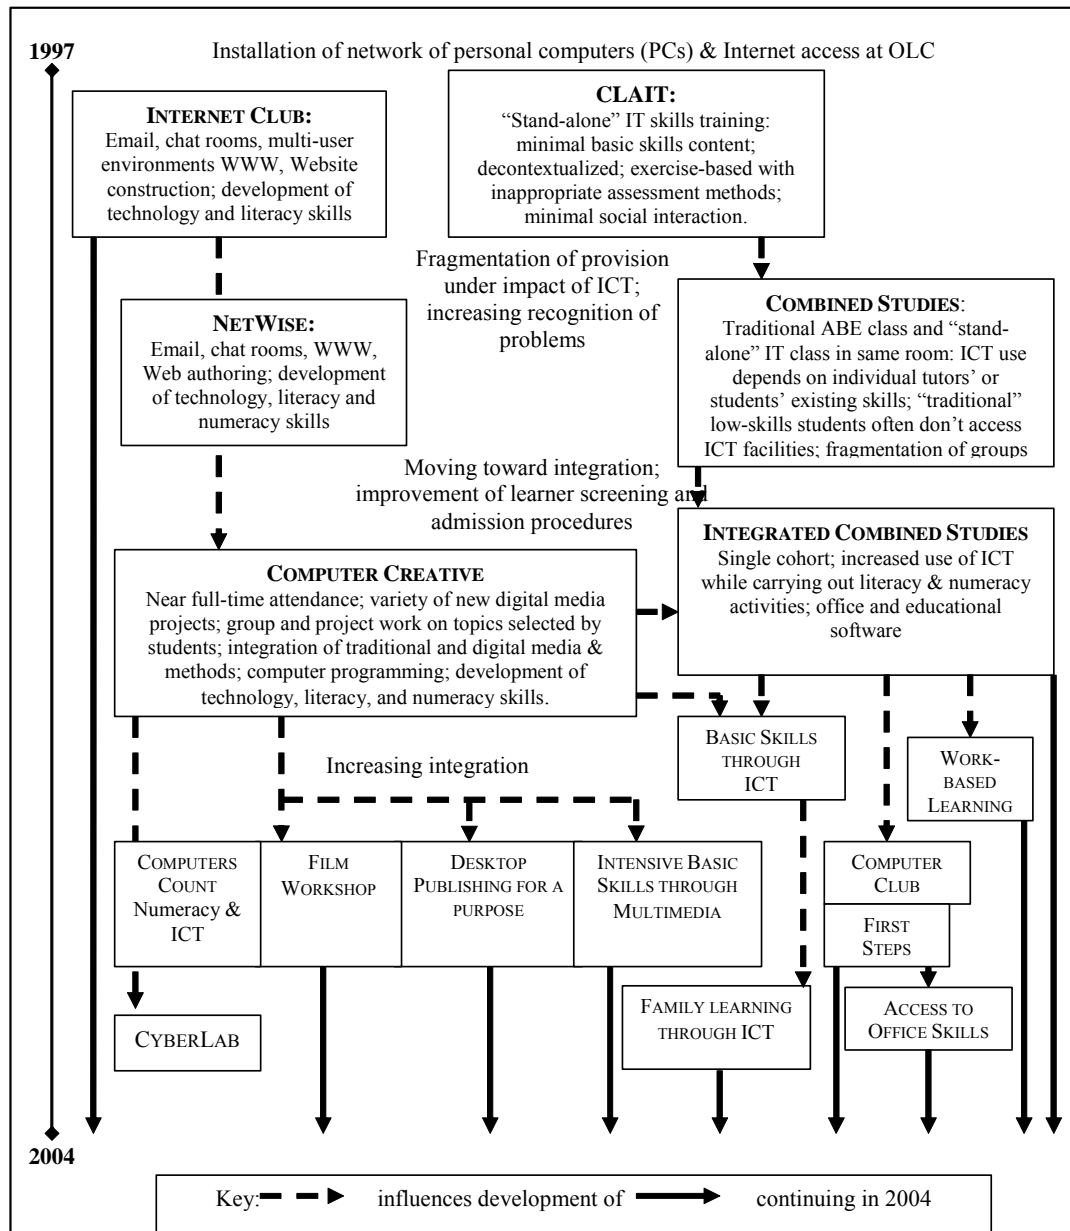 1997
Installation of network of personal computers (PCs) & Internet access at OLC
INTERNET CLUB:
Email, chat rooms, multi-user
environments WWW, Website
construction; development of
technology and literacy skills
CLAIT:
“Stand-alone” IT skills training:
minimal basic skills content;
decontextualized; exercise-based with
inappropriate assessment methods;
minimal social interaction.
Fragmentation of provision
under impact of ICT;
increasing recognition of
problems
NETWISE:
Email, chat rooms, WWW,
Web authoring; development
of technology, literacy and
numeracy skills
COMBINED STUDIES:
Traditional ABE class and “stand-
alone” IT class in same room: ICT use
depends on individual tutors’ or
students’ existing skills; “traditional”
low-skills students often don’t access
ICT facilities; fragmentation of groups
Moving toward integration;
improvement of learner screening and
admission procedures
COMPUTER CREATIVE
Near full-time attendance; variety of new digital media
projects; group and project work on topics selected by
students; integration of traditional and digital media &
methods; computer programming; development of
technology, literacy, and numeracy skills.
INTEGRATED COMBINED STUDIES
Single cohort; increased use of ICT
while carrying out literacy & numeracy
activities; office and educational
software
Increasing integration
BASIC SKILLS
THROUGH
ICT
WORK-
BASED
LEARNING
COMPUTERS
COUNT
Numeracy &
ICT
FILM
WORKSHOP
DESKTOP
PUBLISHING FOR A
PURPOSE
INTENSIVE BASIC
SKILLS THROUGH
MULTIMEDIA
COMPUTER
CLUB
FIRST
STEPS
CYBERLAB
FAMILY LEARNING
THROUGH ICT
ACCESS TO
OFFICE SKILLS
2004
Key: influences development of continuing in 2004